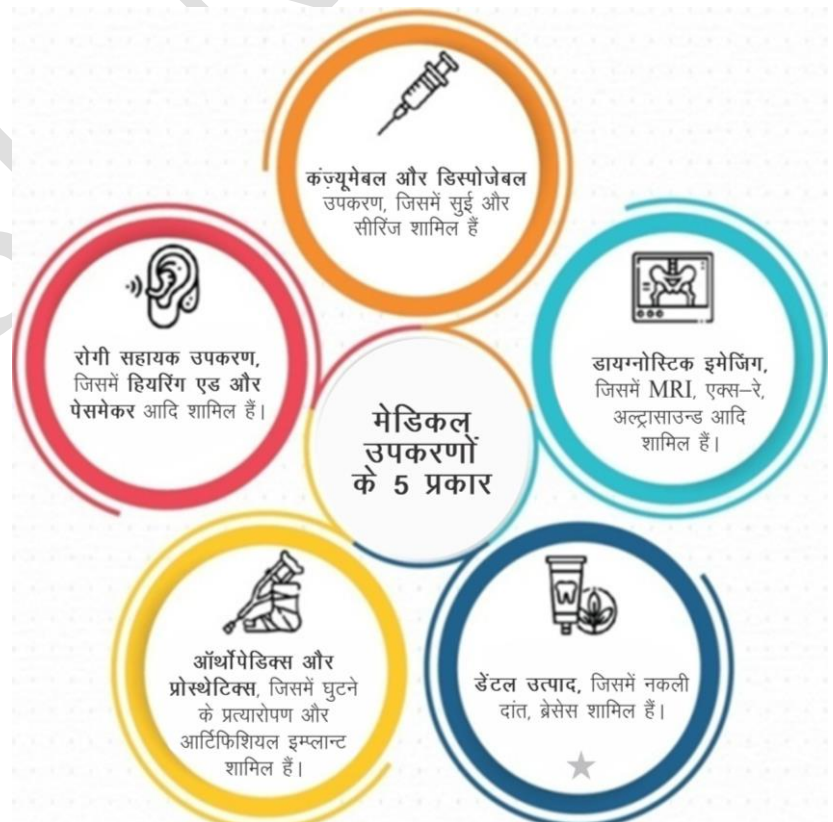 कंज्यूमेबल और डिस्पोजेबल
उपकरण, जिसमें सुई और
सीरिंज शामिल हैं
रोगी सहायक उपकरण,
जिसमें हियरिंग एड और
पेसमेकर आदि शामिल हैं।
डायग्नोस्टिक इमेजिंग,
जिसमें MRI, एक्स–रे,
अल्ट्रासाउन्ड आदि
शामिल हैं।
मेडिकल
उपकरणों
के 5 प्रकार
ऑर्थोपेडिक्स और
प्रोस्थेटिक्स, जिसमें घुटने
के प्रत्यारोपण और
आर्टिफिशियल इम्प्लान्ट
शामिल हैं।
डेंटल उत्पाद, जिसमें नकली
दांत, ब्रेसेस शामिल हैं।